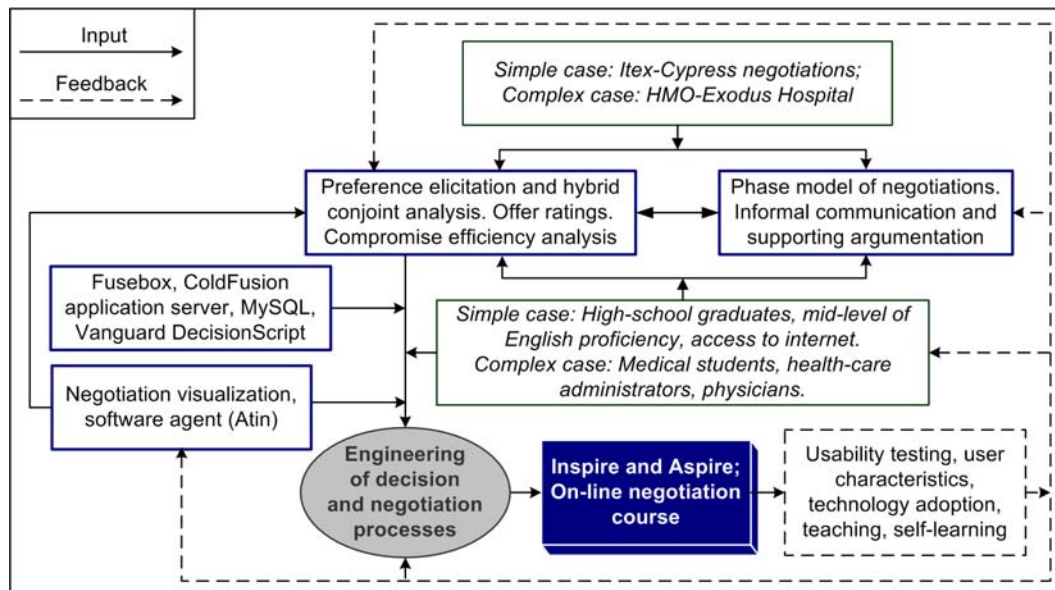 Input
Feedback
Simple case: Itex-Cypress negotiations;
Complex case: HMO-Exodus Hospital
Preference elicitation and hybrid
conjoint analysis. Offer ratings.
Compromise efficiency analysis
Phase model of negotiations.
Informal communication and
supporting argumentation
Fusebox, ColdFusion
application server, MySQL,
Vanguard DecisionScript
Simple case: High-school graduates, mid-level of
English proficiency, access to internet.
Complex case: Medical students, health-care
administrators, physicians.
Negotiation visualization,
software agent (Atin)
Engineering
of decision
and negotiation
processes
Inspire and Aspire;
On-line negotiation
course
Usability testing, user
characteristics,
technology adoption,
teaching, self-learning